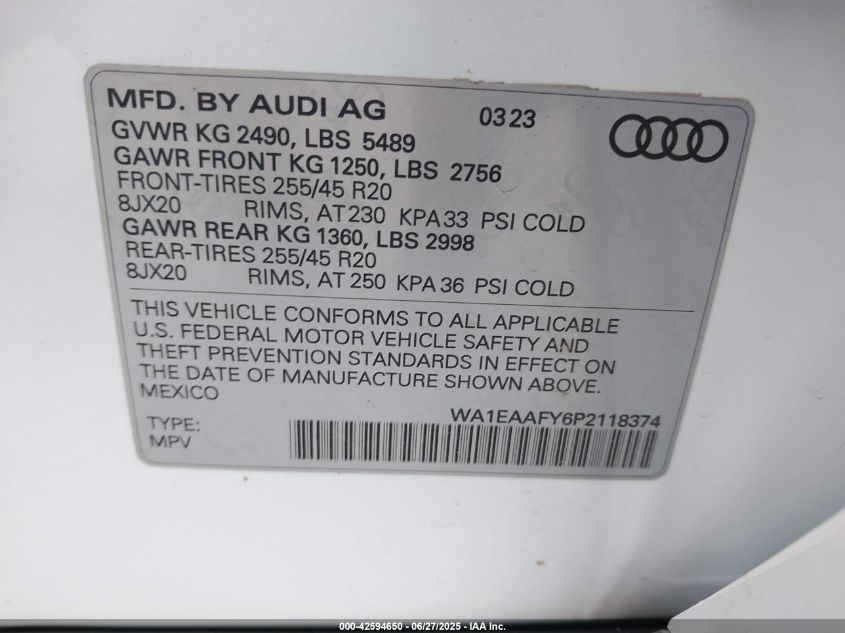 MFD. BY AUDI AG 03 23
GVWR KG 2490, LBS 5489
GAWR FRONT KG 1250, LBS 2756
FRONT-TIRES 255/45 R20
8JX20 RIMS, AT 230 KPA 33 PSI COLD
GAWR REAR KG 1360, LBS 2998
REAR-TIRES 255/45 R20
8JX20 RIMS, AT 250 KPA 36 PSI COLD
THIS VEHICLE CONFORMS TO ALL APPLICABLE
U.S. FEDERAL MOTOR VEHICLE SAFETY AND
THEFT PREVENTION STANDARDS IN EFFECT ON
THE DATE OF MANUFACTURE SHOWN ABOVE.
MEXICO
WA1EAAFY6P2118374
TYPE:
MPV
000-42594650 - 06/27/2025 - IAA Inc.